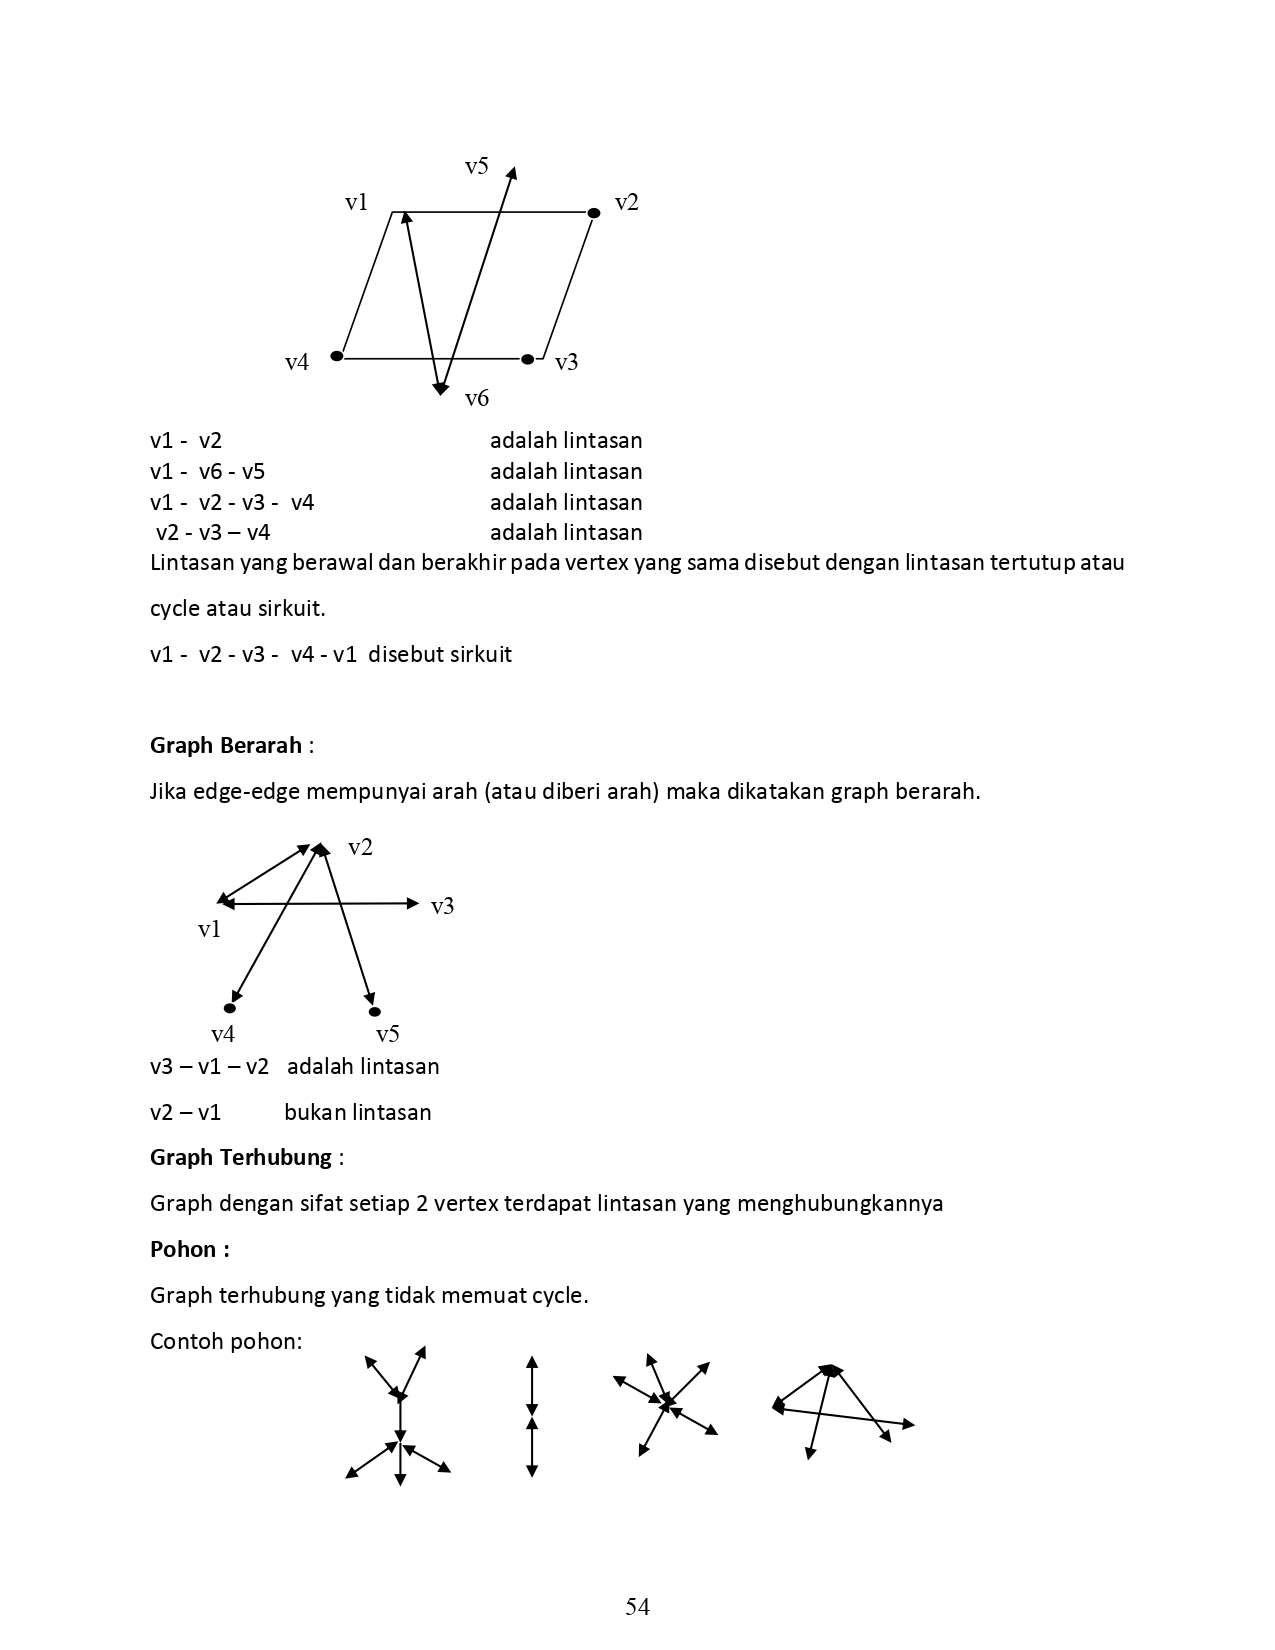 v5
v1
v2
v4
v3
v6
v1 -  v2 adalah lintasan
v1 -  v6 - v5 adalah lintasan
v1 -  v2 - v3 -  v4 adalah lintasan
v2 - v3 – v4 adalah lintasan
Lintasan yang berawal dan berakhir pada vertex yang sama disebut dengan lintasan tertutup atau
cycle atau sirkuit.
v1 -  v2 - v3 -  v4 - v1  disebut sirkuit
Graph Berarah :
Jika edge-edge mempunyai arah (atau diberi arah) maka dikatakan graph berarah.
v2
v3
v1
v4 v5
v3 – v1 – v2 adalah lintasan
v2 – v1 bukan lintasan
Graph Terhubung :
Graph dengan sifat setiap 2 vertex terdapat lintasan yang menghubungkannya
Pohon :
Graph terhubung yang tidak memuat cycle.
Contoh pohon:
54